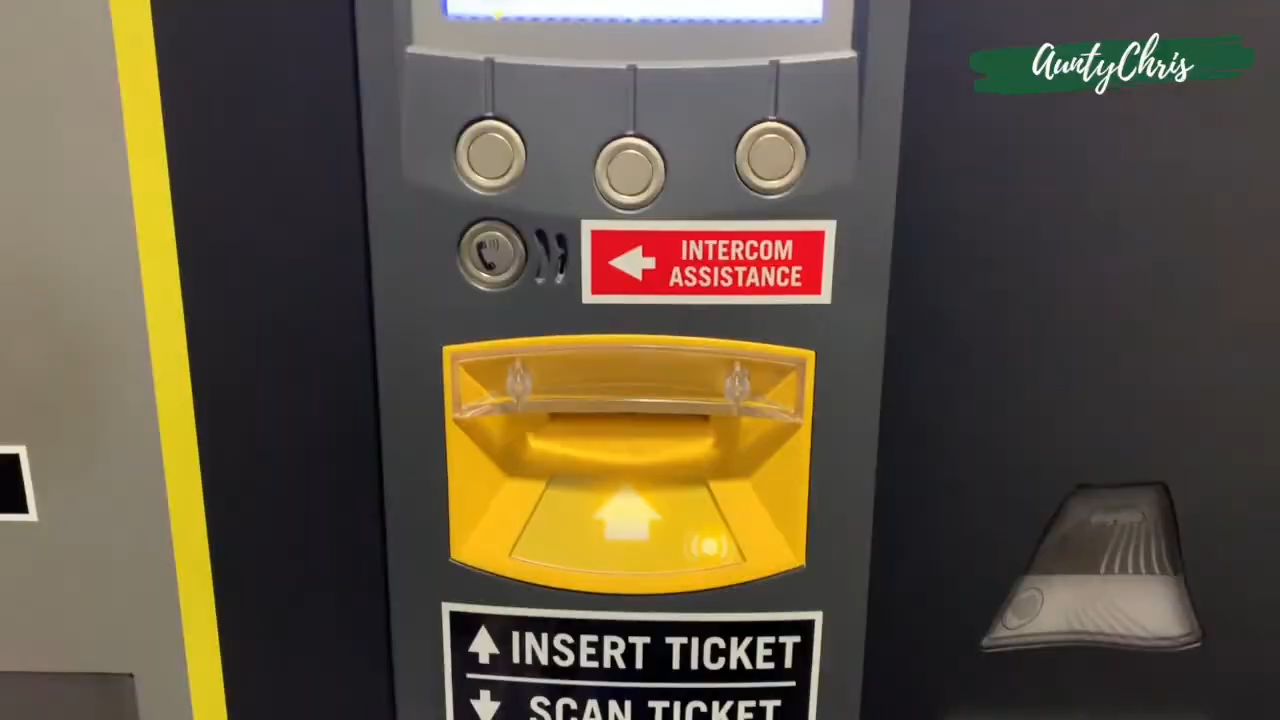 AuntyChris
INTERCOM
ASSISTANCE
INSERT TICKET
SCAN TICKET